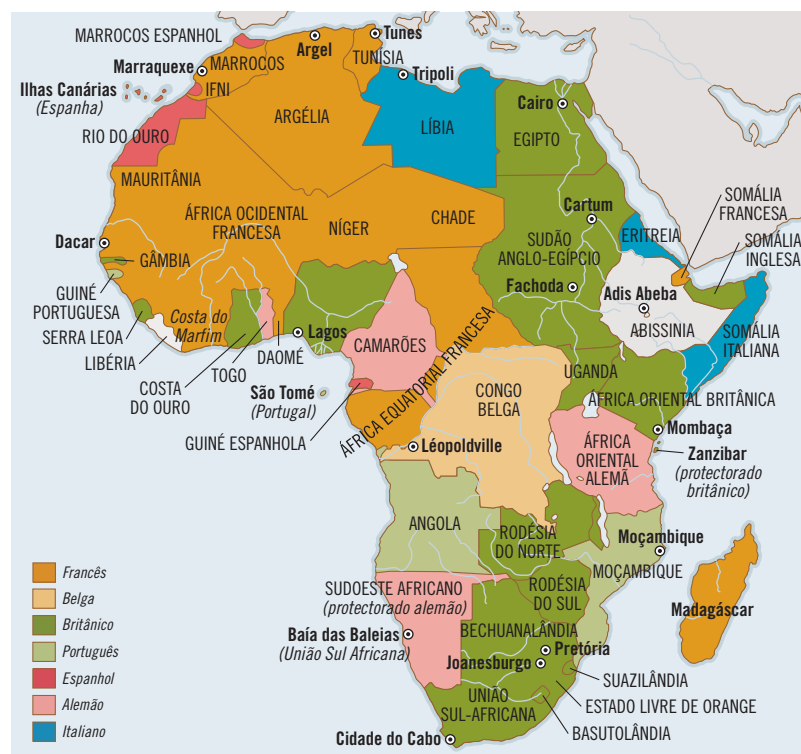 MARROCOS ESPANHOL
Argel
Tunes
MARROCOS
TUNÍSIA
Marraquexe
Tripoli
Ilhas Canárias
(Espanha)
IFNI
Cairo
ARGÉLIA
LÍBIA
EGIPTO
RIO DO OURO
MAURITÂNIA
ÁFRICA OCIDENTAL
FRANCESA
NÍGER
CHADE
Cartum
SOMÁLIA
FRANCESA
Dacar
GÂMBIA
SUDÃO
ANGLO-EGÍPCIO
ERITREIA
SOMÁLIA
INGLESA
GUINÉ
PORTUGUESA
Fachoda
Adis Abeba
SERRA LEOA
Costa do
Marfim
Lagos
ABISSINIA
SOMÁLIA
ITALIANA
LIBÉRIA
DAOMÉ
CAMARÕES
TOGO
COSTA
DO OURO
São Tomé
(Portugal)
ÁFRICA EQUATORIAL FRANCESA
UGANDA
CONGO
BELGA
ÁFRICA ORIENTAL BRITÂNICA
GUINÉ ESPANHOLA
Mombaça
Léopoldville
ÁFRICA
ORIENTAL
ALEMÃ
Zanzibar
(protectorado
britânico)
ANGOLA
RODÉSIA
DO NORTE
Moçambique
MOÇAMBIQUE
SUDOESTE AFRICANO
(protectorado alemão)
RODÉSIA
DO SUL
Madagáscar
BECHUANALÂNDIA
Baía das Baleias
(União Sul Africana)
Pretória
Joanesburgo
SUAZILÂNDIA
UNIÃO
SUL-AFRICANA
ESTADO LIVRE DE ORANGE
BASUTOLÂNDIA
Cidade do Cabo
Francês
Belga
Britânico
Português
Espanhol
Alemão
Italiano